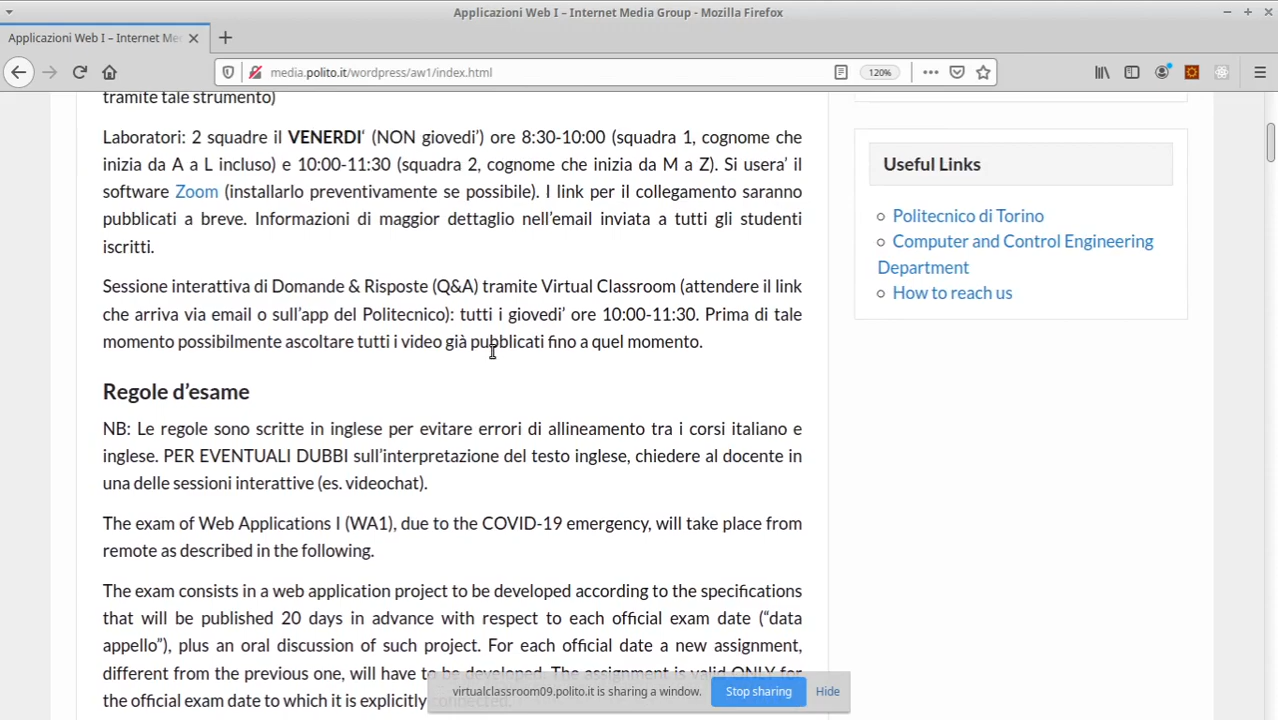 Applicazioni Web I – Internet Media Group - Mozilla Firefox
Applicazioni Web I – Internet Me
media.polito.it/wordpress/aw1/index.html
120%
tramite tale strumento)
Laboratori: 2 squadre il VENERDI‘ (NON giovedi’) ore 8:30-10:00 (squadra 1, cognome che
inizia da A a L incluso) e 10:00-11:30 (squadra 2, cognome che inizia da M a Z). Si usera’ il
software Zoom (installarlo preventivamente se possibile). I link per il collegamento saranno
pubblicati a breve. Informazioni di maggior dettaglio nell’email inviata a tutti gli studenti
iscritti.
Sessione interattiva di Domande & Risposte (Q&A) tramite Virtual Classroom (attendere il link
che arriva via email o sull’app del Politecnico): tutti i giovedi’ ore 10:00-11:30. Prima di tale
momento possibilmente ascoltare tutti i video già pubblicati fino a quel momento.
Regole d’esame
NB: Le regole sono scritte in inglese per evitare errori di allineamento tra i corsi italiano e
inglese. PER EVENTUALI DUBBI sull’interpretazione del testo inglese, chiedere al docente in
una delle sessioni interattive (es. videochat).
The exam of Web Applications I (WA1), due to the COVID-19 emergency, will take place from
remote as described in the following.
The exam consists in a web application project to be developed according to the specifications
that will be published 20 days in advance with respect to each official exam date (“data
appello”), plus an oral discussion of such project. For each official date a new assignment,
different from the previous one, will have to be developed. The assignment is valid ONLY for
the official exam date to which it is explicitly connected.
Useful Links
Politecnico di Torino
Computer and Control Engineering
Department
How to reach us
virtualclassroom09.polito.it is sharing a window.
Stop sharing
Hide